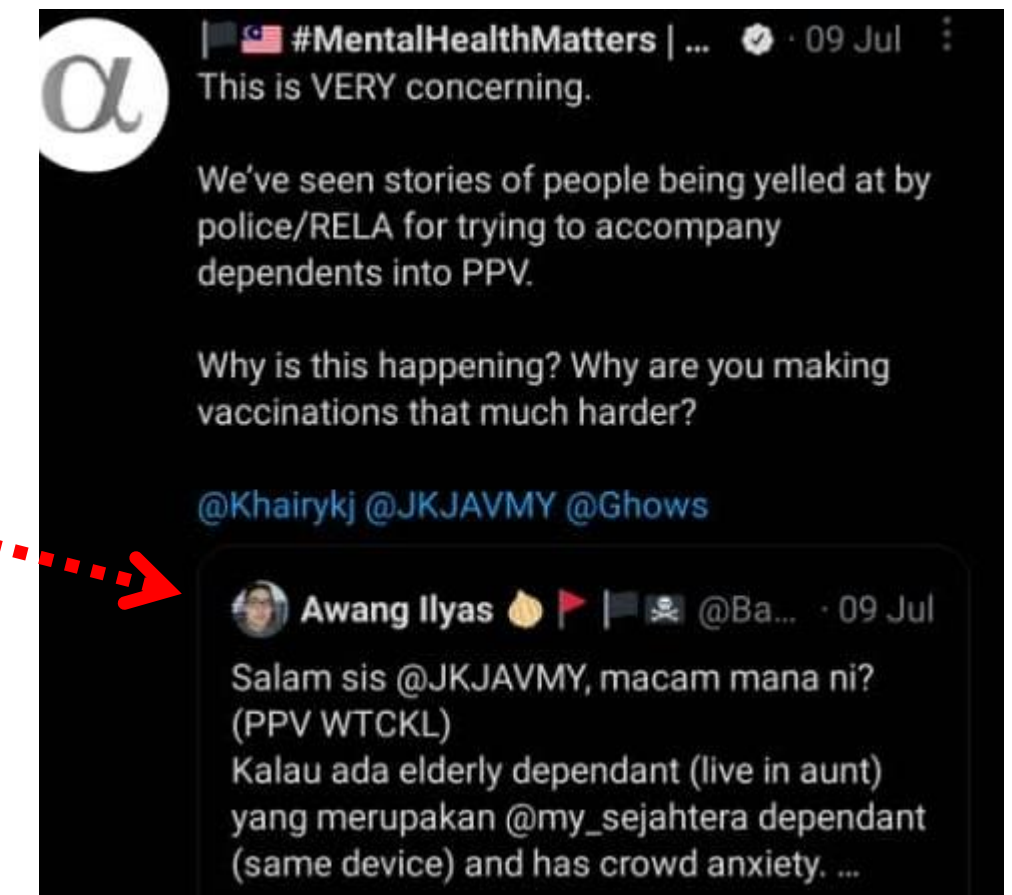 α
🏴🇲🇾 #MentalHealthMatters | ... · 09 Jul
This is VERY concerning.
We've seen stories of people being yelled at by
police/RELA for trying to accompany
dependents into PPV.
Why is this happening? Why are you making
vaccinations that much harder?
@Khairykj @JKJAVMY @Ghows
Awang Ilyas 🫓🚩🏴🏴‍☠️ @Ba... · 09 Jul
Salam sis @JKJAVMY, macam mana ni?
(PPV WTCKL)
Kalau ada elderly dependant (live in aunt)
yang merupakan @my_sejahtera dependant
(same device) and has crowd anxiety. ...